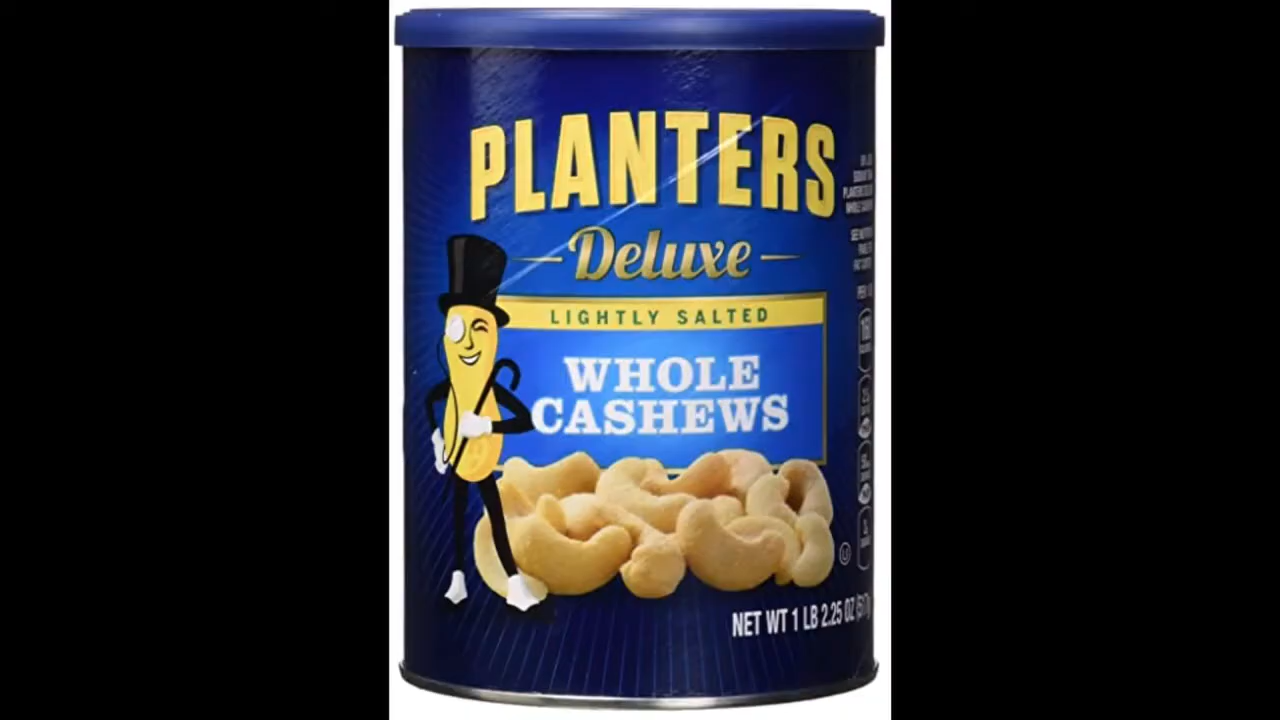 PLANTERS
Deluxe
LIGHTLY SALTED
WHOLE
CASHEWS
NET WT 1 LB 2.25 OZ